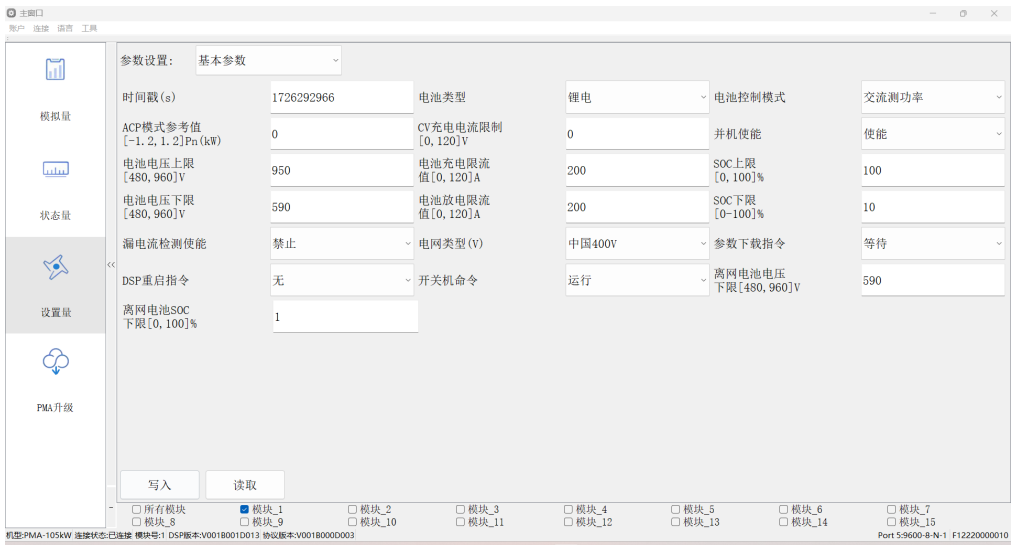 主窗口
账户 连接 语言 工具
模拟量
状态量
设置量
PMA升级
<<
参数设置: 基本参数
时间戳(s) 1726292966 电池类型 锂电 电池控制模式 交流测功率
ACP模式参考值
[-1.2,1.2]Pn(kW) 0 CV充电电流限制
[0,120]V 0 并机使能 使能
电池电压上限
[480,960]V 950 电池充电限流
值[0,120]A 200 SOC上限
[0,100]% 100
电池电压下限
[480,960]V 590 电池放电限流
值[0,120]A 200 SOC下限
[0-100]% 10
漏电流检测使能 禁止 电网类型(V) 中国400V 参数下载指令 等待
DSP重启指令 无 开关机命令 运行 离网电池电压
下限[480,960]V 590
离网电池SOC
下限[0,100]% 1
写入 读取
所有模块 模块_1 模块_2 模块_3 模块_4 模块_5 模块_6 模块_7
模块_8 模块_9 模块_10 模块_11 模块_12 模块_13 模块_14 模块_15
机型:PMA-105kW 连接状态:已连接 模块号:1 DSP版本:V001B001D013 协议版本:V001B000D003 Port 5:9600-8-N-1 F12220000010